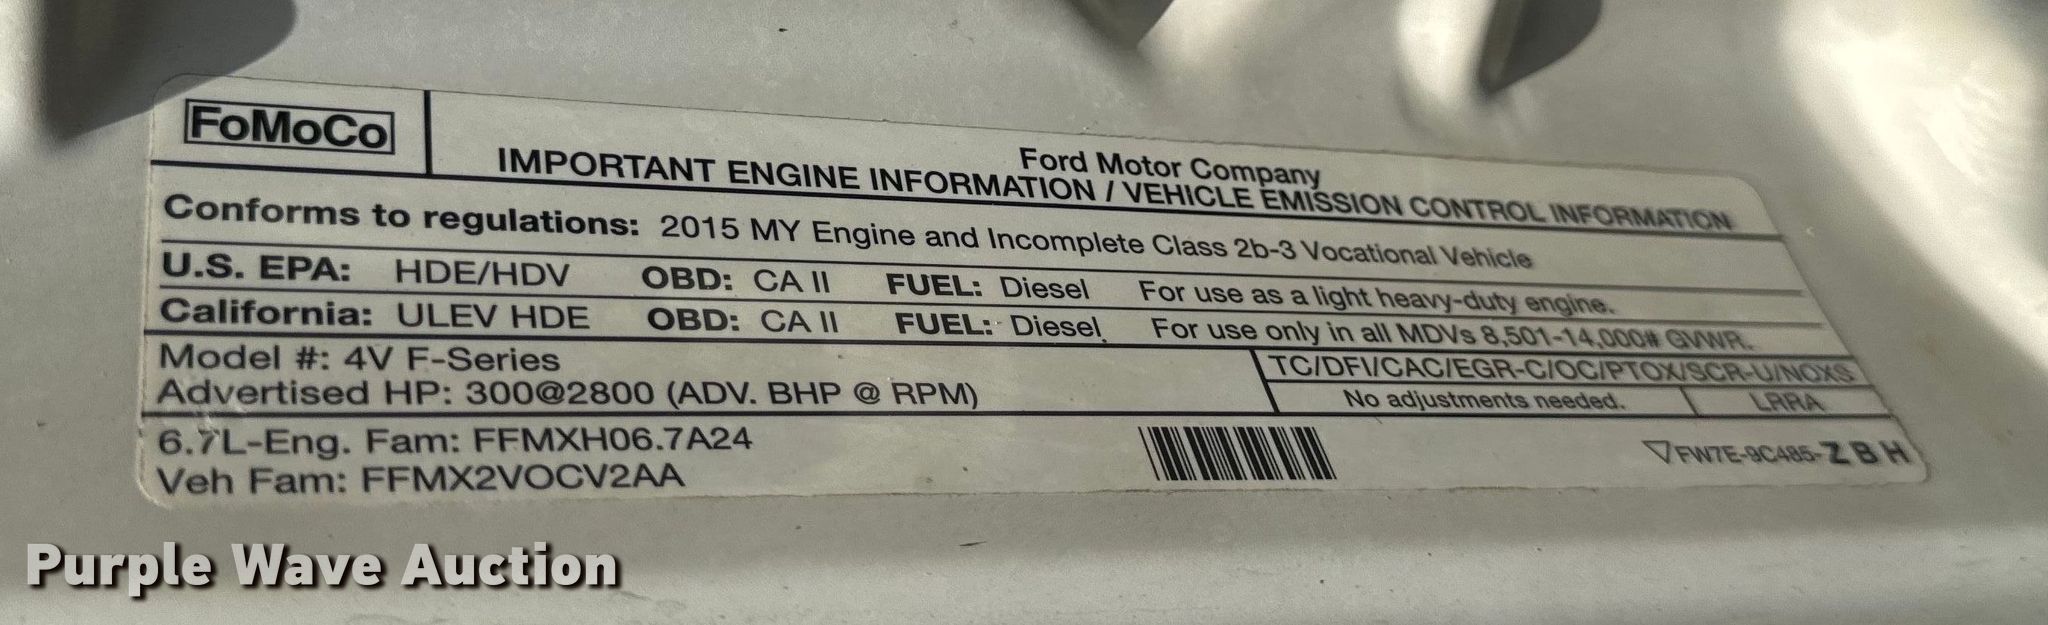 FoMoCo
Ford Motor Company
IMPORTANT ENGINE INFORMATION / VEHICLE EMISSION CONTROL INFORMATION
Conforms to regulations: 2015 MY Engine and Incomplete Class 2b-3 Vocational Vehicle
U.S. EPA: HDE/HDV OBD: CA II FUEL: Diesel For use as a light heavy-duty engine.
California: ULEV HDE OBD: CA II FUEL: Diesel For use only in all MDVs 8,501-14,000# GVWR.
Model #: 4V F-Series
TC/DFI/CAC/EGR-C/OC/PTOX/SCR-U/NOXS
Advertised HP: 300@2800 (ADV. BHP @ RPM)
No adjustments needed. LRRA
6.7L-Eng. Fam: FFMXH06.7A24
FW7E-9C485-ZBH
Veh Fam: FFMX2VOCV2AA
Purple Wave Auction